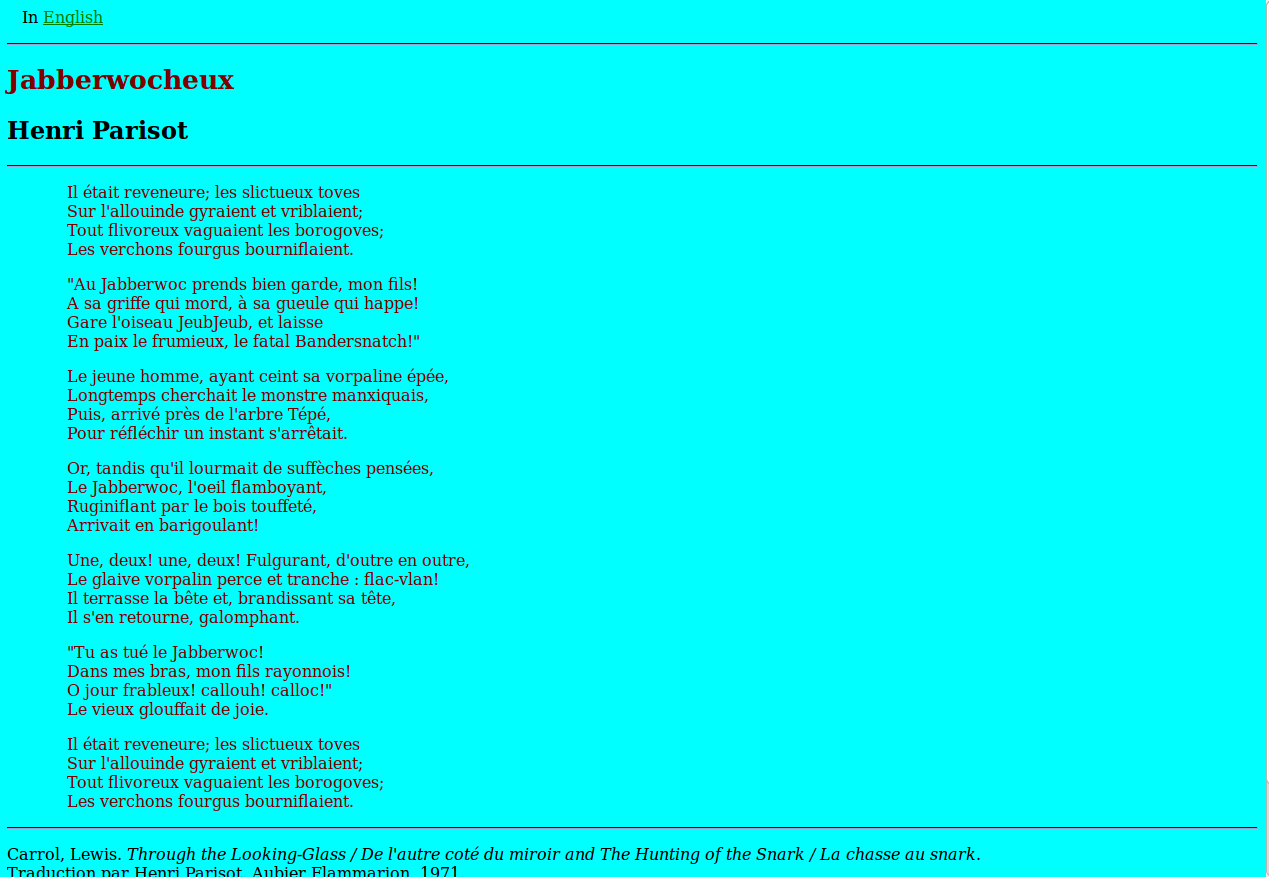 In English
Jabberwocheux
Henri Parisot
Il était reveneure; les slictueux toves
Sur l'allouinde gyraient et vriblaient;
Tout flivoreux vaguaient les borogoves;
Les verchons fourgus bourniflaient.
"Au Jabberwoc prends bien garde, mon fils!
A sa griffe qui mord, à sa gueule qui happe!
Gare l'oiseau JeubJeub, et laisse
En paix le frumieux, le fatal Bandersnatch!"
Le jeune homme, ayant ceint sa vorpaline épée,
Longtemps cherchait le monstre manxiquais,
Puis, arrivé près de l'arbre Tépé,
Pour réfléchir un instant s'arrêtait.
Or, tandis qu'il lourmait de suffèches pensées,
Le Jabberwoc, l'oeil flamboyant,
Ruginiflant par le bois touffeté,
Arrivait en barigoulant!
Une, deux! une, deux! Fulgurant, d'outre en outre,
Le glaive vorpalin perce et tranche : flac-vlan!
Il terrasse la bête et, brandissant sa tête,
Il s'en retourne, galomphant.
"Tu as tué le Jabberwoc!
Dans mes bras, mon fils rayonnois!
O jour frableux! callouh! calloc!"
Le vieux glouffait de joie.
Il était reveneure; les slictueux toves
Sur l'allouinde gyraient et vriblaient;
Tout flivoreux vaguaient les borogoves;
Les verchons fourgus bourniflaient.
Carrol, Lewis. Through the Looking-Glass / De l'autre coté du miroir and The Hunting of the Snark / La chasse au snark.
Traduction par Henri Parisot. Aubier Flammarion, 1971